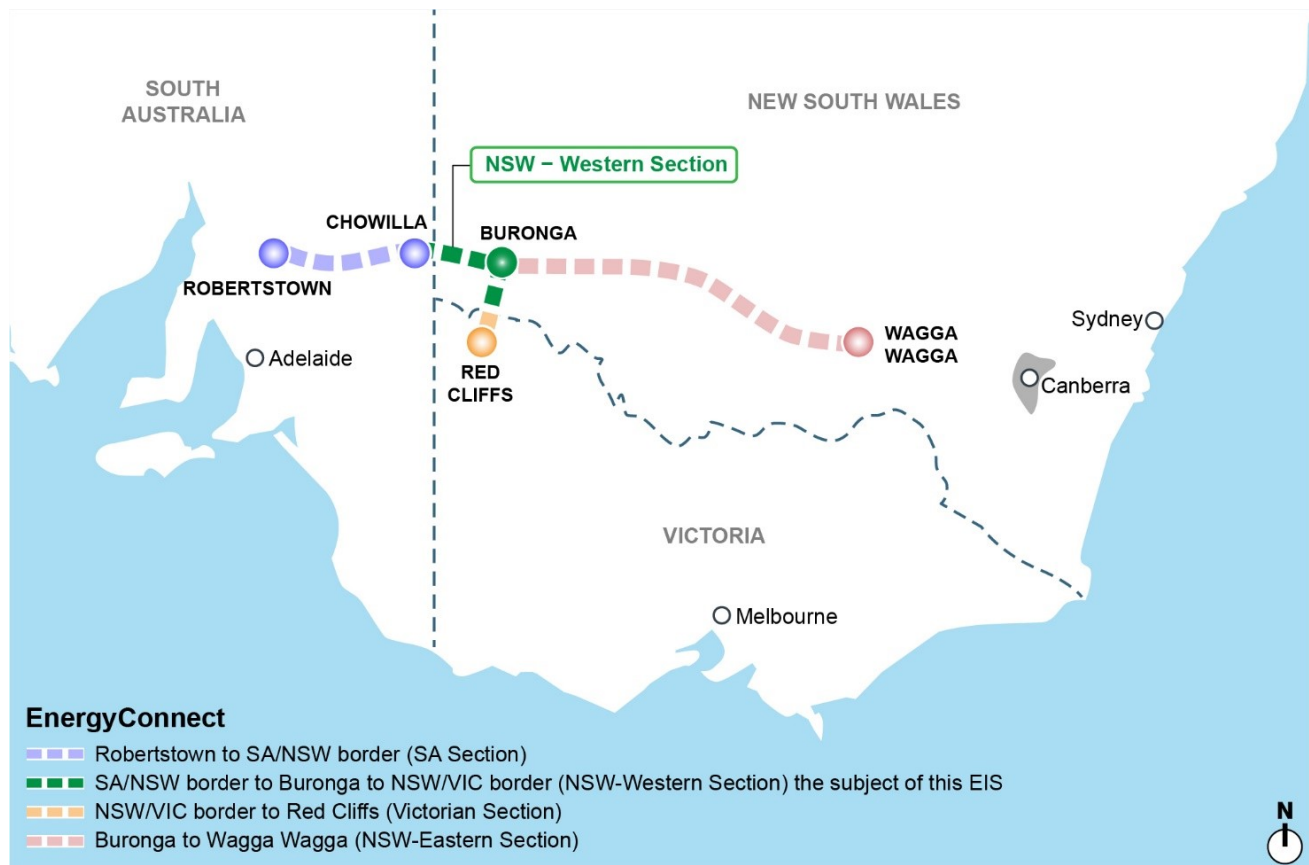 SOUTH
AUSTRALIA
NEW SOUTH WALES
NSW – Western Section
CHOWILLA
BURONGA
ROBERTSTOWN
Sydney
WAGGA
WAGGA
Adelaide
RED
CLIFFS
Canberra
VICTORIA
Melbourne
EnergyConnect
Robertstown to SA/NSW border (SA Section)
SA/NSW border to Buronga to NSW/VIC border (NSW-Western Section) the subject of this EIS
NSW/VIC border to Red Cliffs (Victorian Section)
Buronga to Wagga Wagga (NSW-Eastern Section)
N